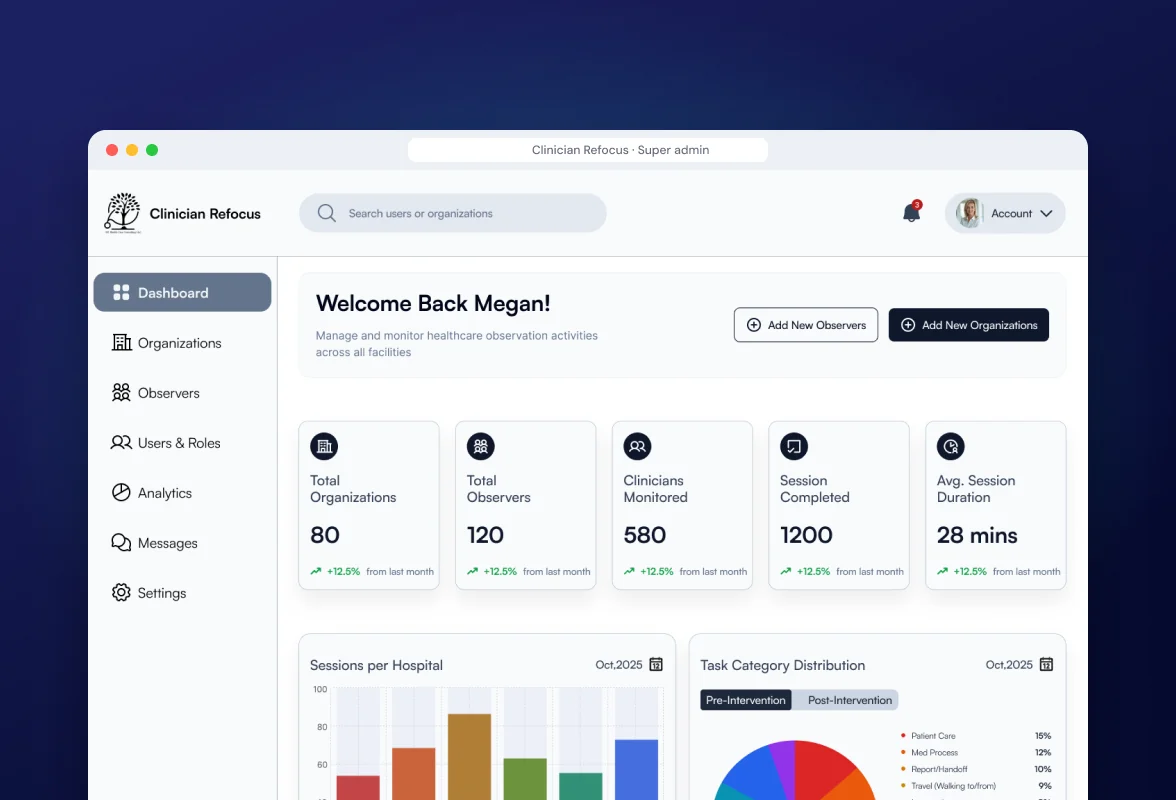 Clinician Refocus · Super admin
Clinician Refocus
Search users or organizations
3
Account
Dashboard
Organizations
Observers
Users & Roles
Analytics
Messages
Settings
Welcome Back Megan!
Manage and monitor healthcare observation activities
across all facilities
Add New Observers
Add New Organizations
Total
Organizations
80
+12.5% from last month
Total
Observers
120
+12.5% from last month
Clinicians
Monitored
580
+12.5% from last month
Session
Completed
1200
+12.5% from last month
Avg. Session
Duration
28 mins
+12.5% from last month
Sessions per Hospital
Oct,2025
100
80
60
Task Category Distribution
Oct,2025
Pre-Intervention
Post-Intervention
Patient Care 15%
Med Process 12%
Report/Handoff 10%
Travel (Walking to/from) 9%